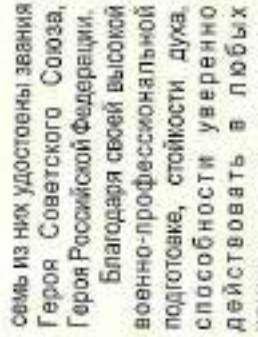 семь из них удостоены звания
Героя Советского Союза,
Героя Российской Федерации.
Благодаря своей высокой
военно-профессиональной
подготовке, стойкости духа,
способности уверенно
действовать в любых